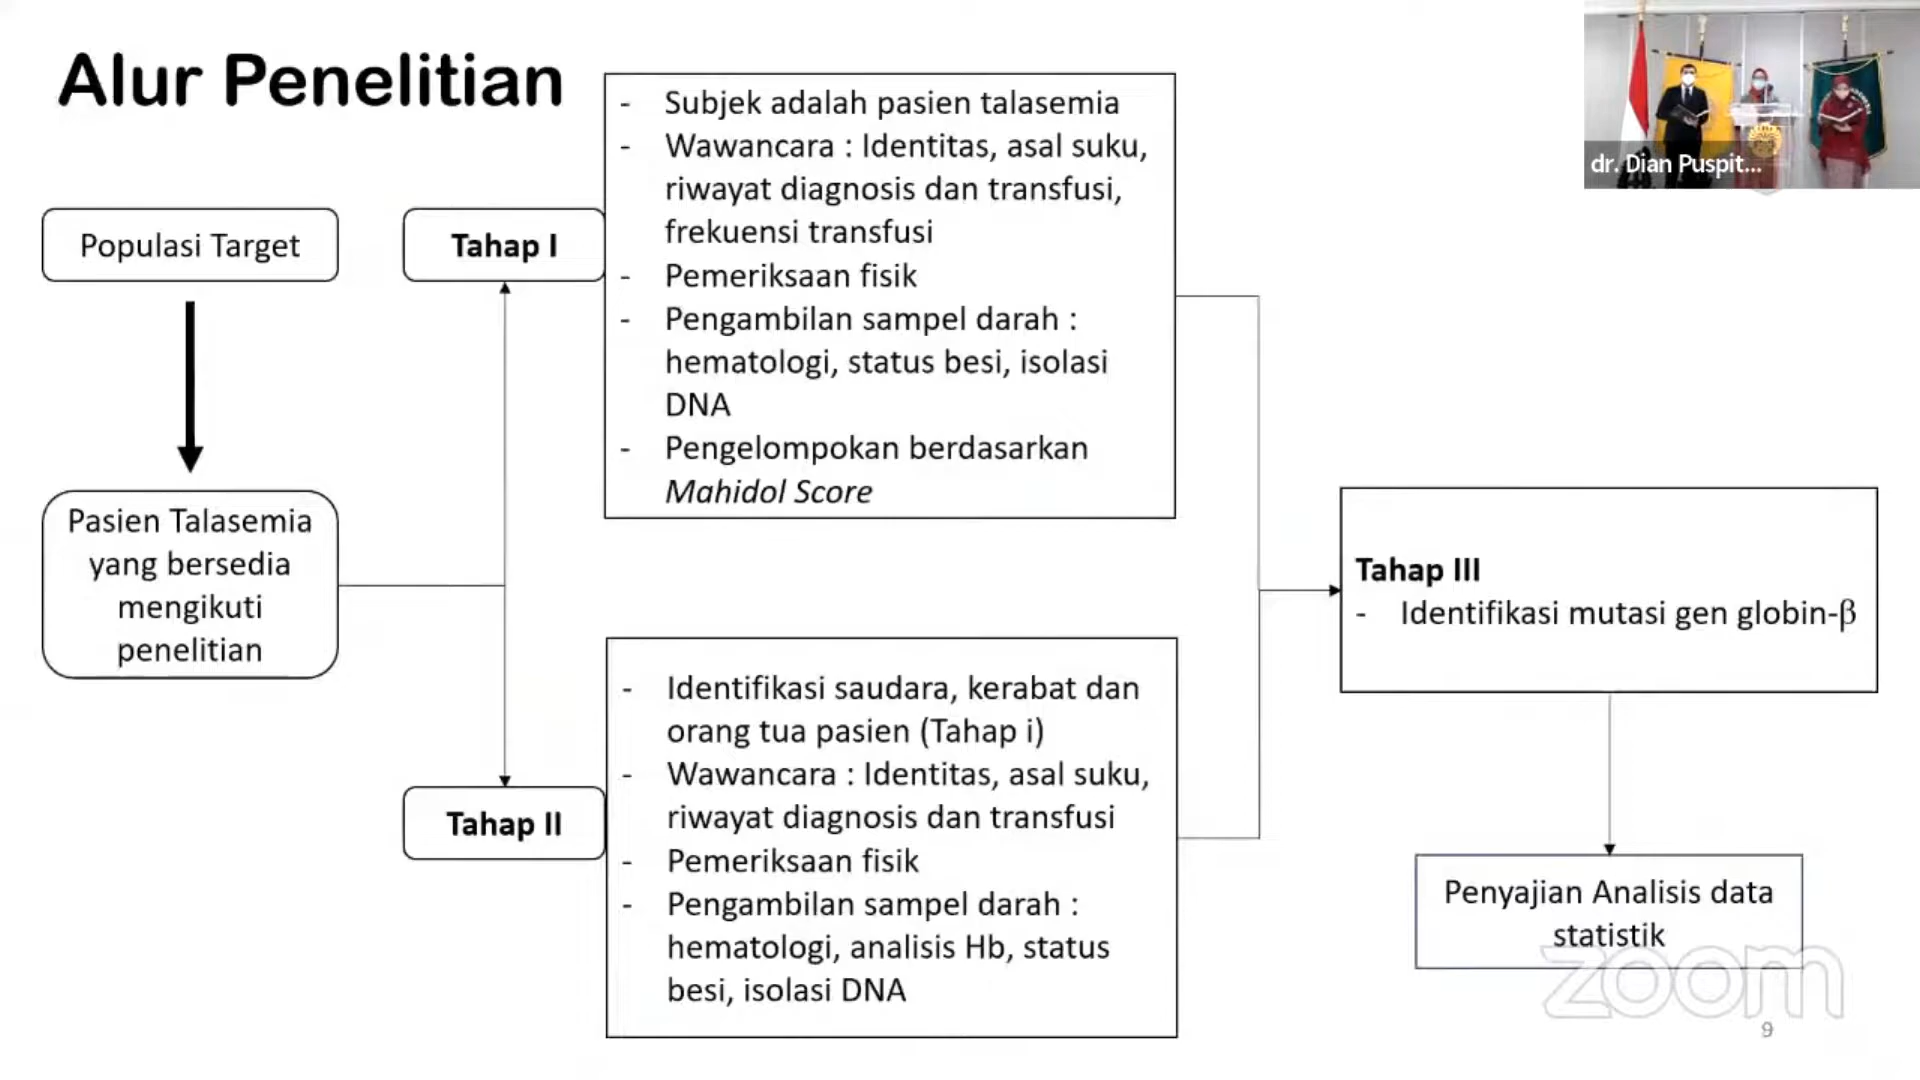 Alur Penelitian
Populasi Target
Pasien Talasemia
yang bersedia
mengikuti
penelitian
Tahap I
- Subjek adalah pasien talasemia
- Wawancara : Identitas, asal suku,
riwayat diagnosis dan transfusi,
frekuensi transfusi
- Pemeriksaan fisik
- Pengambilan sampel darah :
hematologi, status besi, isolasi
DNA
- Pengelompokan berdasarkan
Mahidol Score
Tahap II
- Identifikasi saudara, kerabat dan
orang tua pasien (Tahap i)
- Wawancara : Identitas, asal suku,
riwayat diagnosis dan transfusi
- Pemeriksaan fisik
- Pengambilan sampel darah :
hematologi, analisis Hb, status
besi, isolasi DNA
Tahap III
- Identifikasi mutasi gen globin-β
Penyajian Analisis data
statistik
dr. Dian Puspit...
zoom
9